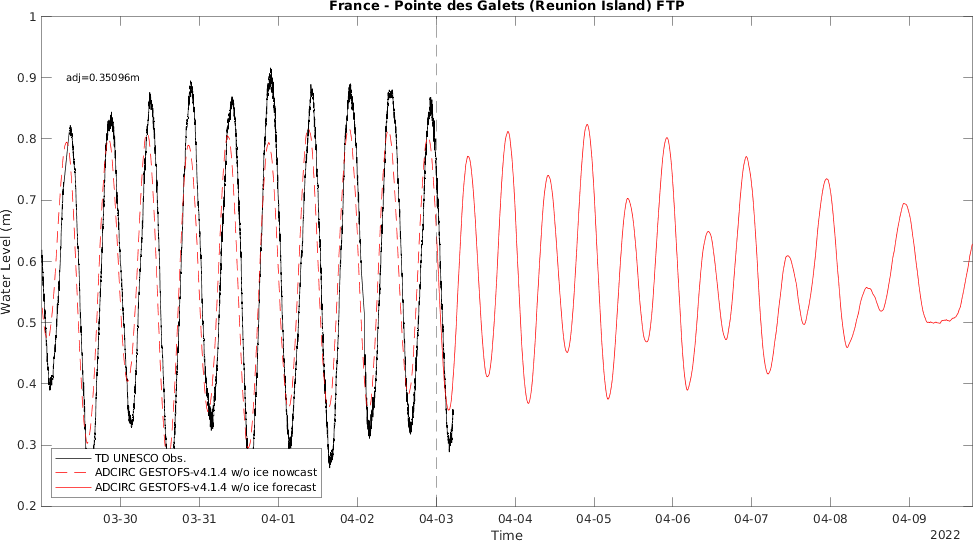 France - Pointe des Galets (Reunion Island) FTP
1
0.9
0.8
0.7
0.6
0.5
0.4
0.3
0.2
Water Level (m)
adj=0.35096m
TD UNESCO Obs.
ADCIRC GESTOFS-v4.1.4 w/o ice nowcast
ADCIRC GESTOFS-v4.1.4 w/o ice forecast
03-30 03-31 04-01 04-02 04-03 04-04 04-05 04-06 04-07 04-08 04-09
Time
2022